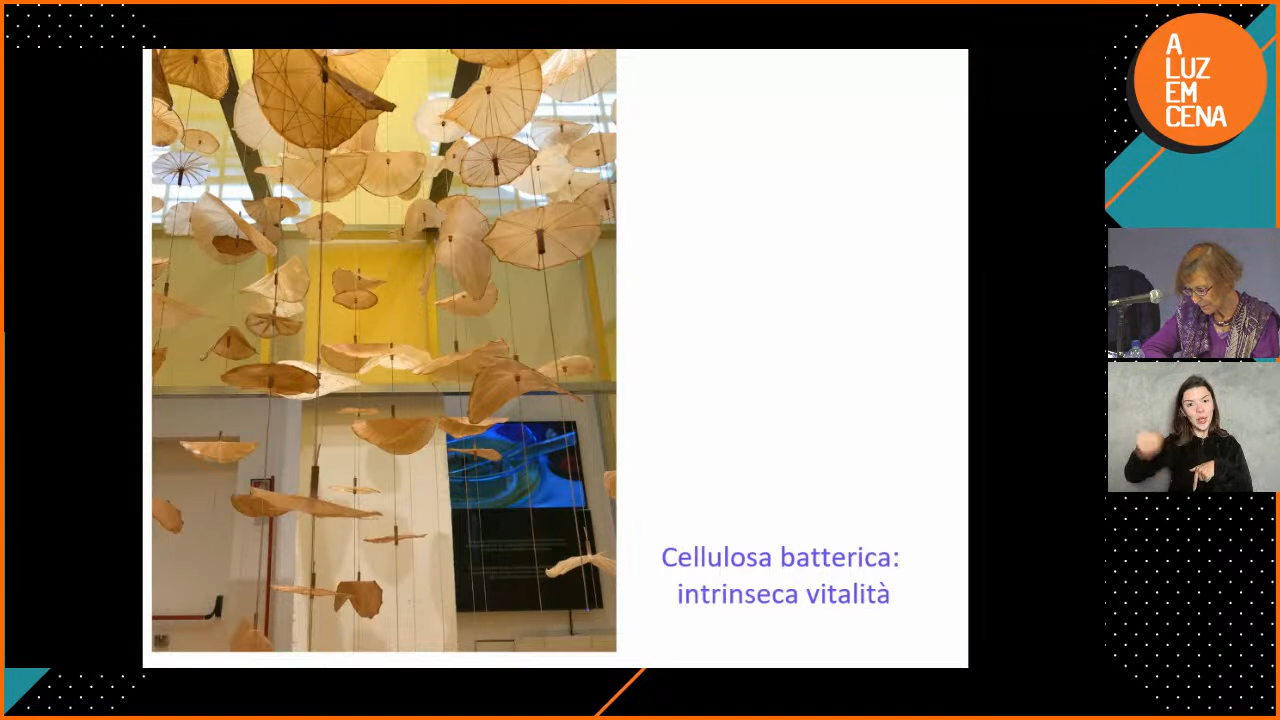 A
LUZ
EM
CENA
Cellulosa batterica:
intrinseca vitalità